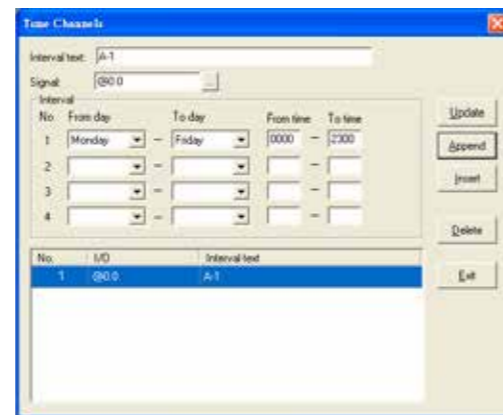 Time Channels
Interval text: A-1
Signal: @0.0 ...
Interval
No From day To day From time To time
1 Monday – Friday 0000 – 2300
2 – –
3 – –
4 – –
Update
Append
Insert
Delete
Exit
No. I/O Interval text
1 @0.0 A-1